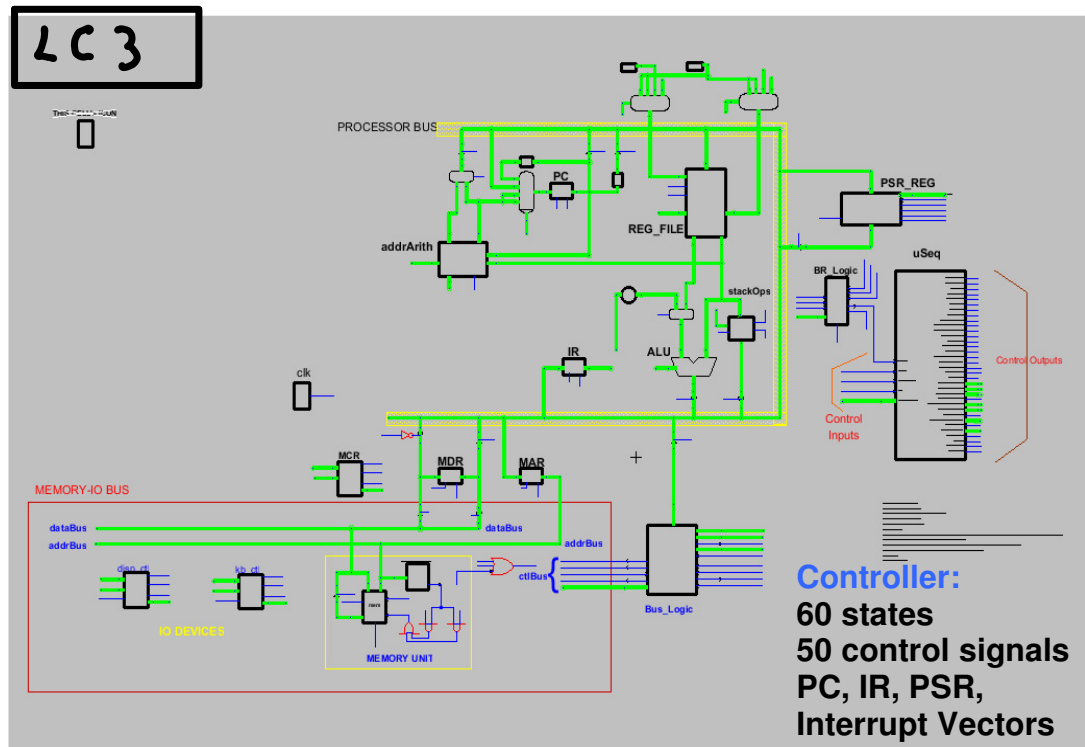 LC3
PROCESSOR BUS
PC
PSR_REG
REG_FILE
addrArith
uSeq
BR_Logic
stackOps
IR
ALU
Control Outputs
clk
Control
Inputs
MCR
MDR
MAR
MEMORY-IO BUS
dataBus
dataBus
addrBus
addrBus
disp_ctl
kb_ctl
ctlBus
Bus_Logic
IO DEVICES
MEMORY UNIT
Controller:
60 states
50 control signals
PC, IR, PSR,
Interrupt Vectors